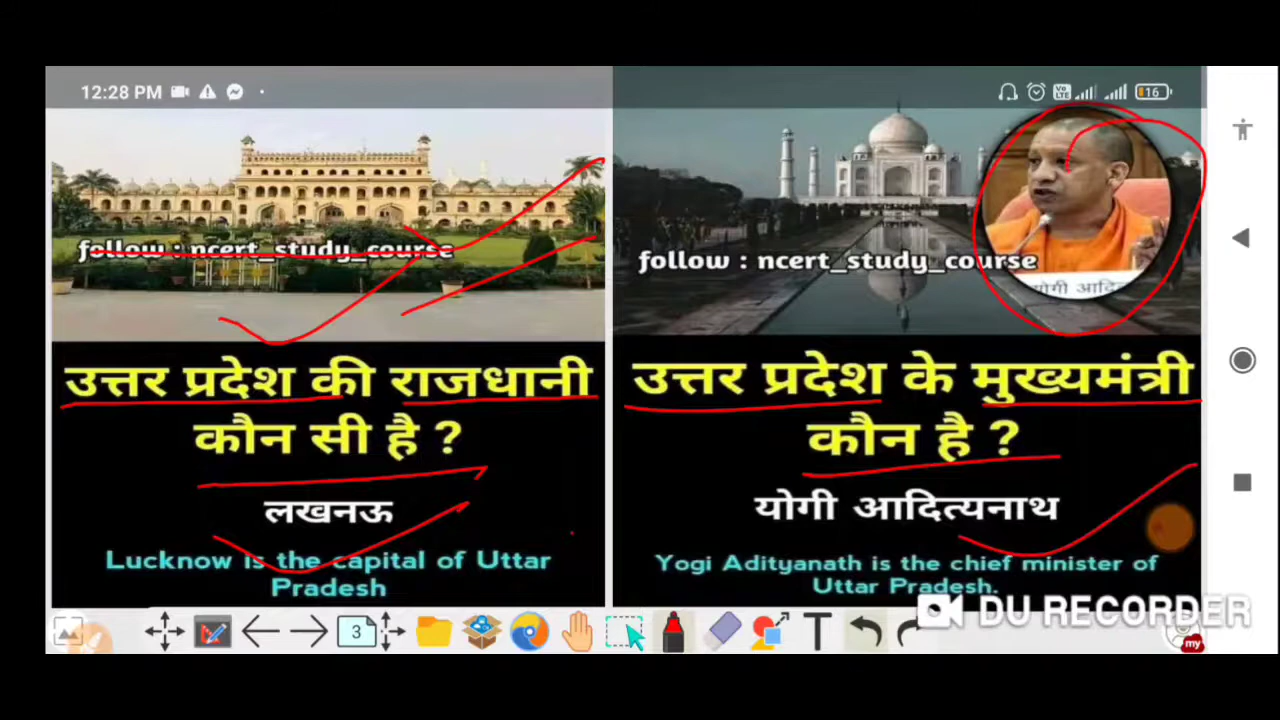 12:28 PM
16
follow : ncert_study_course
उत्तर प्रदेश की राजधानी
कौन सी है ?
लखनऊ
Lucknow is the capital of Uttar
Pradesh
follow : ncert_study_course
योगी
उत्तर प्रदेश के मुख्यमंत्री
कौन है ?
योगी आदित्यनाथ
Yogi Adityanath is the chief minister of
Uttar Pradesh.
DU RECORDER
3
T
my